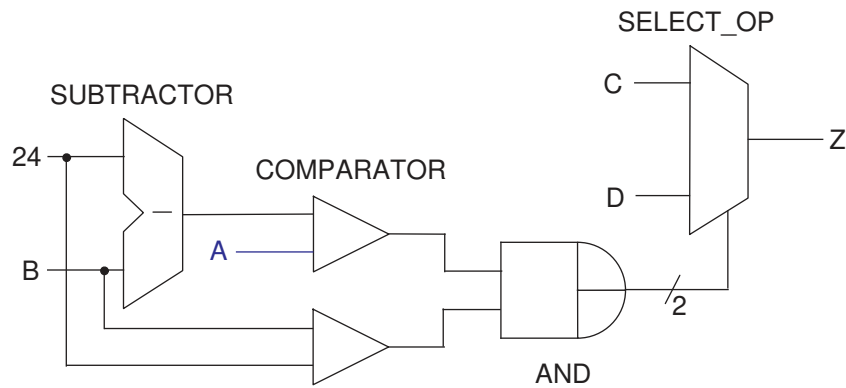 SELECT_OP
C
SUBTRACTOR
Z
24
COMPARATOR
D
A
B
2
AND